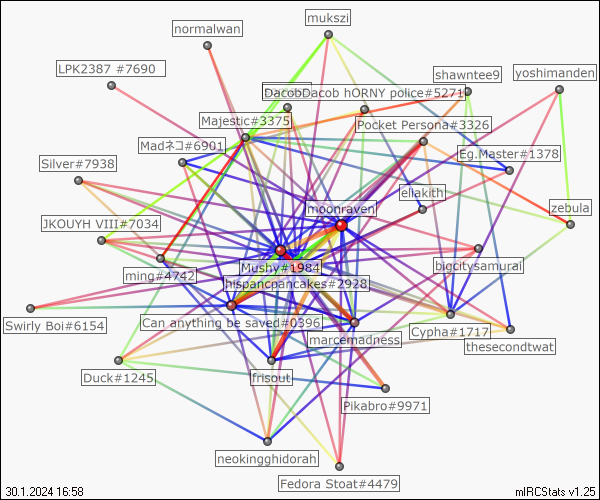 mukszi
normalwan
LPK2387 #7690
shawntee9
yoshimanden
DacobDacob hORNY police#5271
Majestic#3375
Pocket Persona#3326
Madネコ#6901
Eg.Master#1378
Silver#7938
eliakith
moonraven
zebula
JKOUYH VIII#7034
Mushy#1984
bigcitysamurai
ming#4742
hispancpancakes#2928
Swirly Boi#6154
Can anything be saved#0396
Cypha#1717
marcemadness
thesecondtwat
Duck#1245
frisout
Pikabro#9971
neokingghidorah
Fedora Stoat#4479
30.1.2024 16:58
mIRCStats v1.25